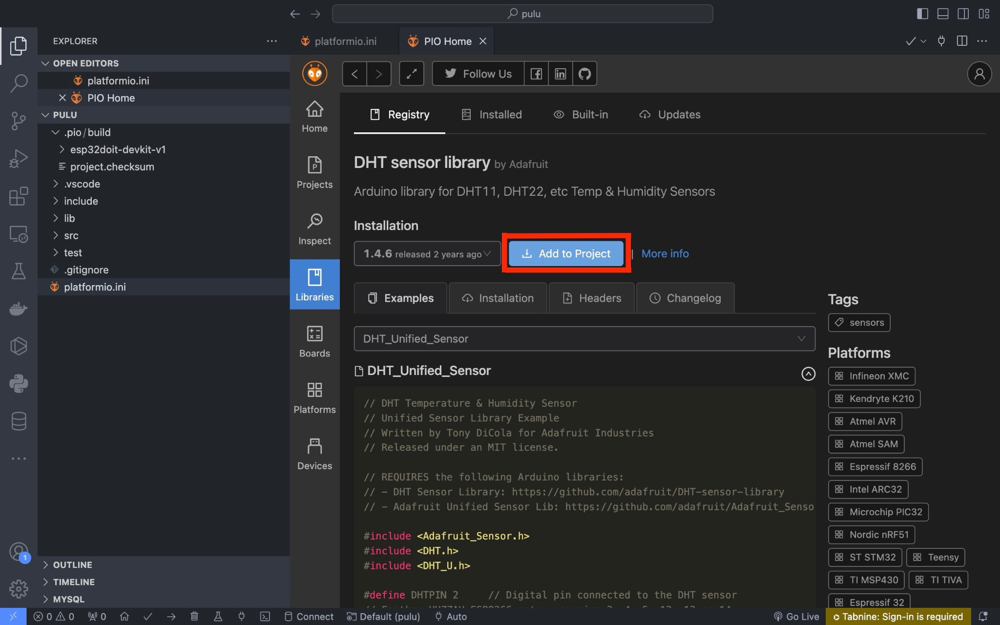 pulu
EXPLORER
platformio.ini
PIO Home
OPEN EDITORS
platformio.ini
PIO Home
PULU
.pio/build
esp32doit-devkit-v1
project.checksum
.vscode
include
lib
src
test
.gitignore
platformio.ini
OUTLINE
TIMELINE
MYSQL
1
Follow Us
Home
Projects
Inspect
Libraries
Boards
Platforms
Devices
Registry
Installed
Built-in
Updates
DHT sensor library by Adafruit
Arduino library for DHT11, DHT22, etc Temp & Humidity Sensors
Installation
1.4.6 released 2 years ago
Add to Project
| More info
Examples
Installation
Headers
Changelog
DHT_Unified_Sensor
DHT_Unified_Sensor
// DHT Temperature & Humidity Sensor
// Unified Sensor Library Example
// Written by Tony DiCola for Adafruit Industries
// Released under an MIT license.
// REQUIRES the following Arduino libraries:
// - DHT Sensor Library: https://github.com/adafruit/DHT-sensor-library
// - Adafruit Unified Sensor Lib: https://github.com/adafruit/Adafruit_Senso
#include <Adafruit_Sensor.h>
#include <DHT.h>
#include <DHT_U.h>
#define DHTPIN 2 // Digital pin connected to the DHT sensor
Tags
sensors
Platforms
Infineon XMC
Kendryte K210
Atmel AVR
Atmel SAM
Espressif 8266
Intel ARC32
Microchip PIC32
Nordic nRF51
ST STM32
Teensy
TI MSP430
TI TIVA
Espressif 32
0 0 0 Connect Default (pulu) Auto Go Live Tabnine: Sign-in is required